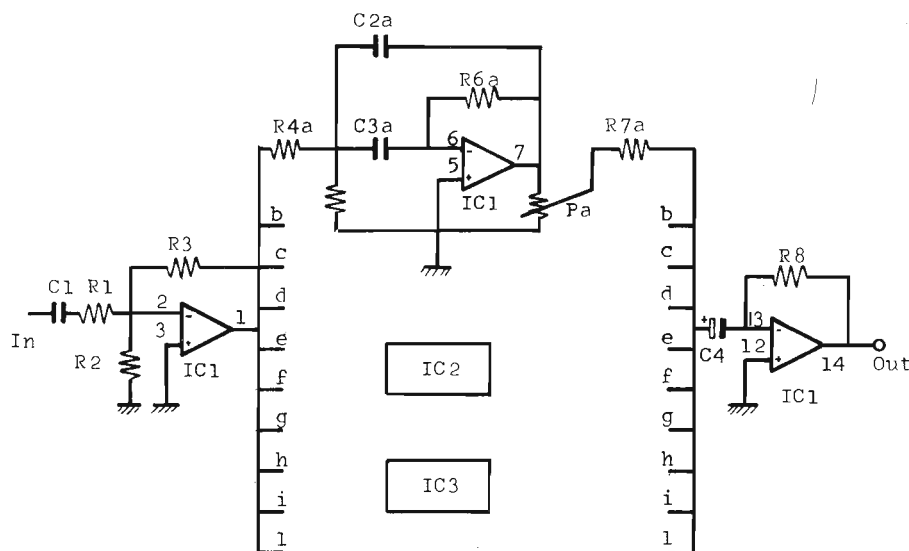 C2a
R6a
R4a
C3a
R7a
6
-
7
5
+
IC1
Pa
b
b
R3
c
c
R8
C1
R1
d
d
2
-
1
+
13
-
In
3
+
e
e
C4
12
+
14
Out
R2
IC1
IC2
IC1
f
f
g
g
h
h
IC3
i
i
l
l